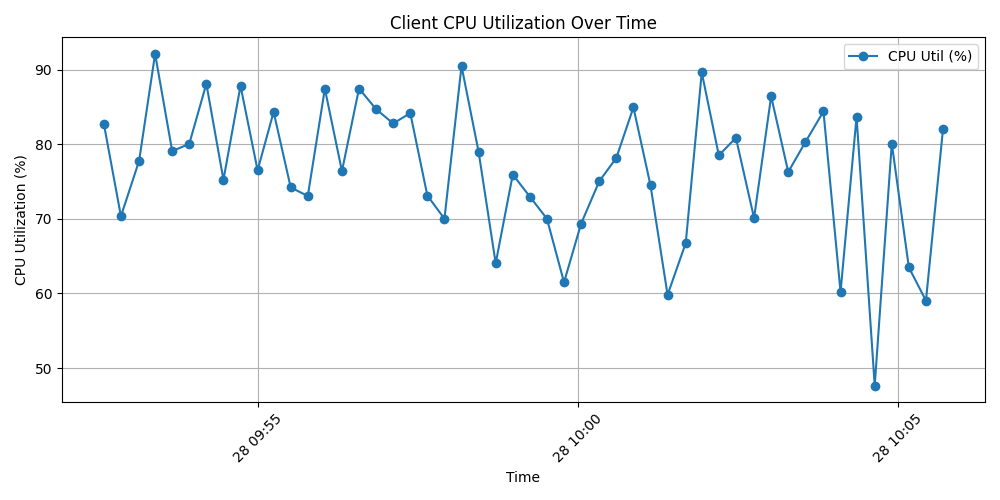 Client CPU Utilization Over Time
CPU Util (%)
CPU Utilization (%)
90
80
70
60
50
28 09:55
28 10:00
28 10:05
Time